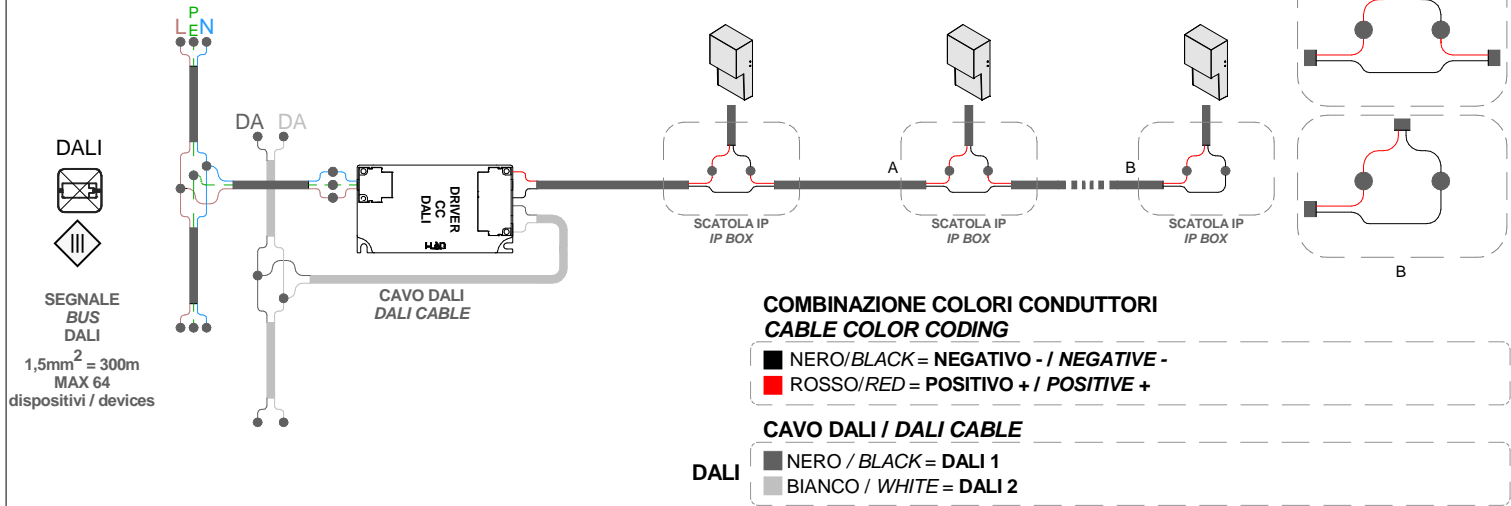 L PE N
DA DA
DALI
SEGNALE
BUS
DALI
1,5mm² = 300m
MAX 64
dispositivi / devices
DRIVER
CC
DALI
CAVO DALI
DALI CABLE
A
B
SCATOLA IP
IP BOX
SCATOLA IP
IP BOX
SCATOLA IP
IP BOX
B
COMBINAZIONE COLORI CONDUTTORI
CABLE COLOR CODING
NERO/BLACK = NEGATIVO - / NEGATIVE -
ROSSO/RED = POSITIVO + / POSITIVE +
CAVO DALI / DALI CABLE
DALI
NERO / BLACK = DALI 1
BIANCO / WHITE = DALI 2